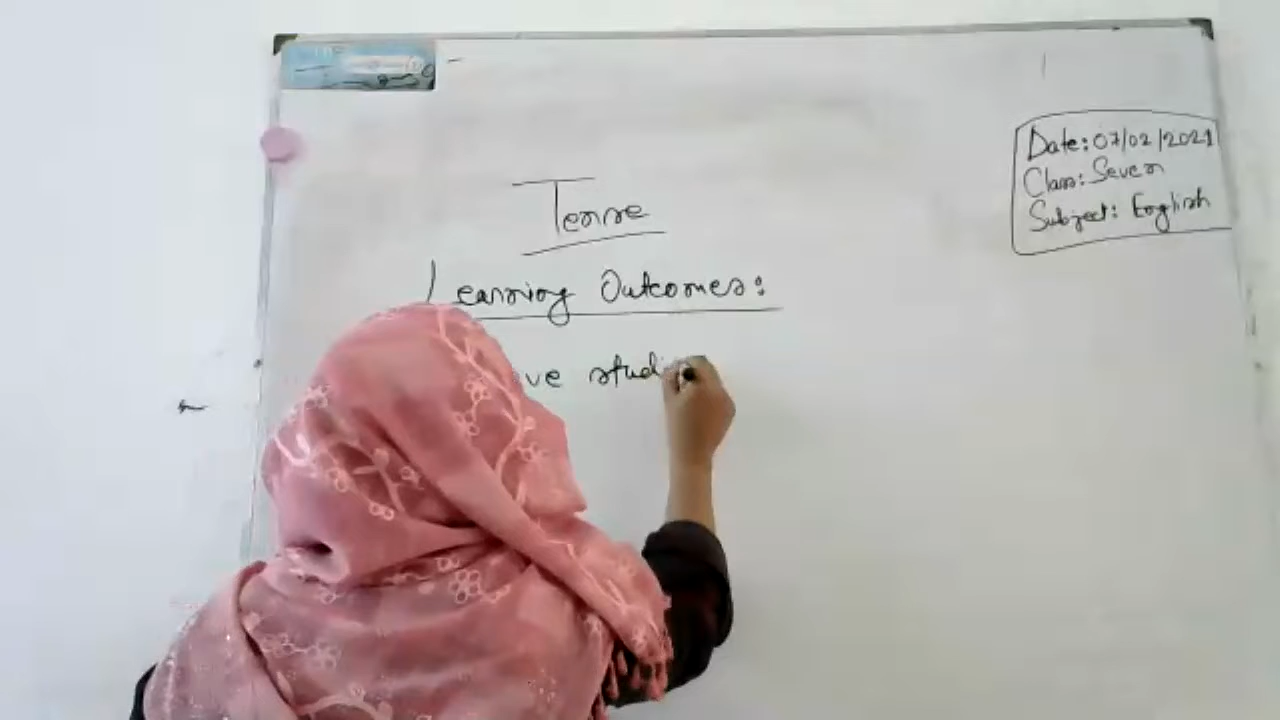 Tense
Learning Outcomes:
ve studi
Date: 07/02/2021
Class: Seven
Subject: English